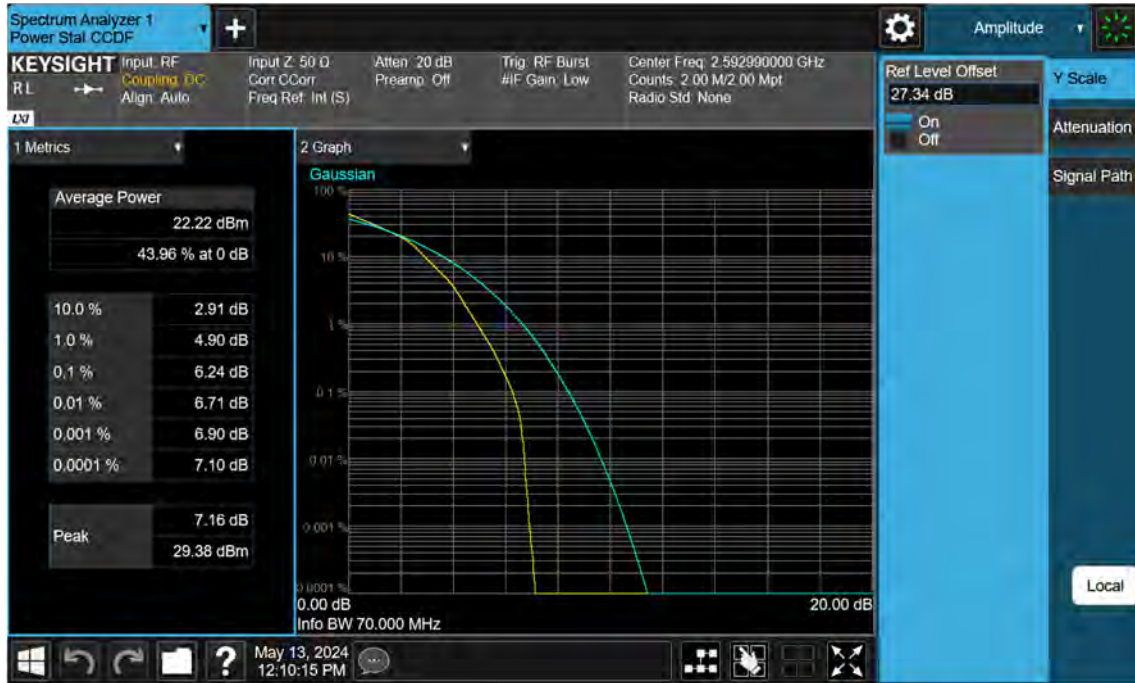 Spectrum Analyzer 1
Power Stat CCDF
Amplitude
KEYSIGHT
Input: RF
Coupling: DC
Align: Auto
Input Z: 50 Ω
Corr CCorr
Freq Ref: Int (S)
Atten: 20 dB
Preamp: Off
Trig: RF Burst
#IF Gain: Low
Center Freq: 2.592990000 GHz
Counts: 2.00 M/2.00 Mpt
Radio Std: None
RL
LXI
Ref Level Offset
27.34 dB
On
Off
Y Scale
Attenuation
Signal Path
1 Metrics
2 Graph
Average Power
22.22 dBm
43.96 % at 0 dB
10.0 % 2.91 dB
1.0 % 4.90 dB
0.1 % 6.24 dB
0.01 % 6.71 dB
0.001 % 6.90 dB
0.0001 % 7.10 dB
Peak
7.16 dB
29.38 dBm
Gaussian
100 %
10 %
1 %
0.1 %
0.01 %
0.001 %
0.0001 %
0.00 dB
20.00 dB
Info BW 70.000 MHz
Local
May 13, 2024
12:10:15 PM